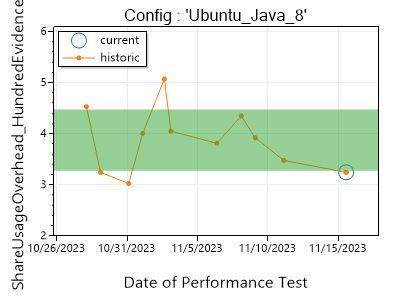 Config : 'Ubuntu_Java_8'
ShareUsageOverhead_HundredEvidence
current
historic
6
5
4
3
2
10/26/2023 10/31/2023 11/5/2023 11/10/2023 11/15/2023
Date of Performance Test